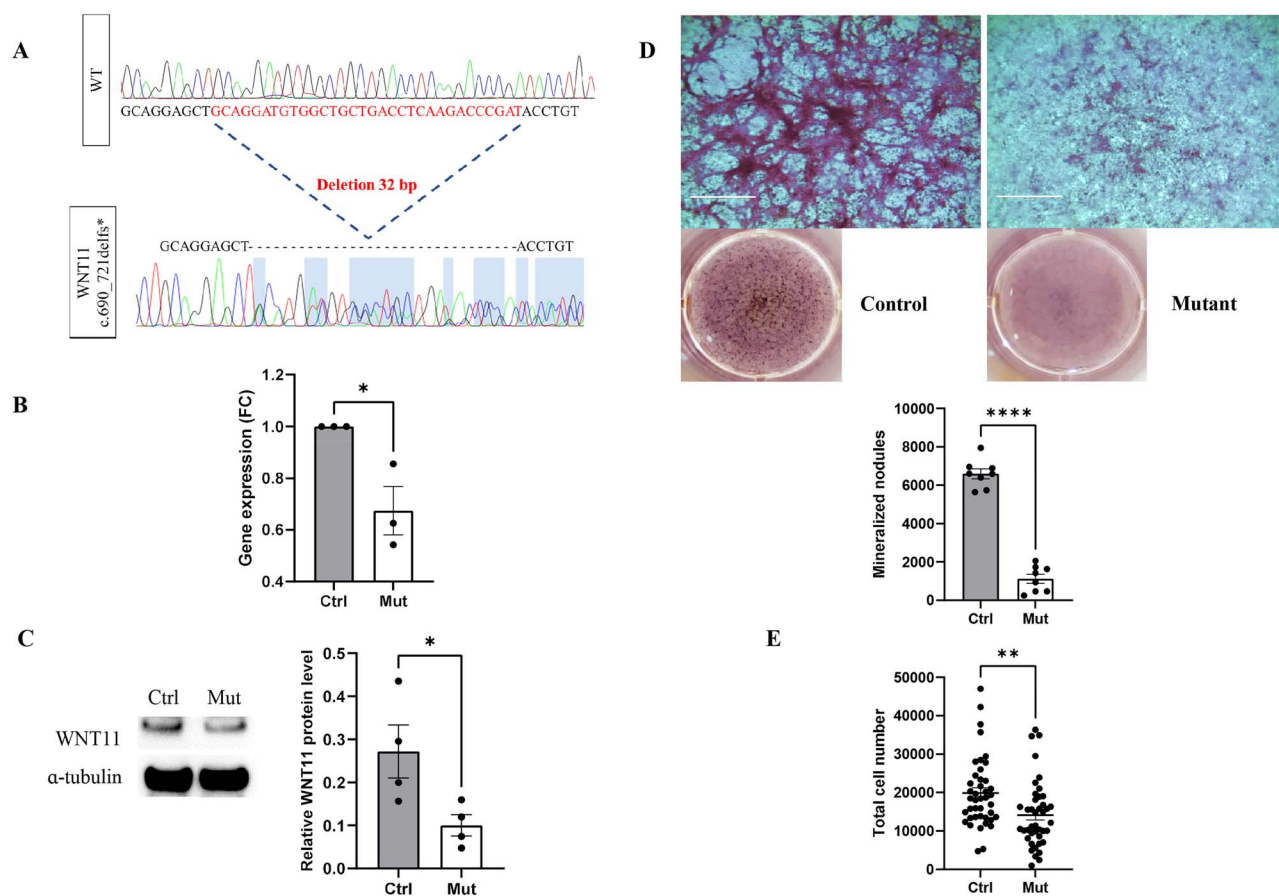 A
WT
GCAGGAGCTGCAGGATGTGGCTGCTGACCTCAAGACCCGATACCTGT
Deletion 32 bp
WNT11
c.690_721delfs*
GCAGGAGCT--------------------------------ACCTGT
B
Gene expression (FC)
1.2
1.0
0.8
0.6
0.4
*
Ctrl
Mut
C
Ctrl
Mut
WNT11
α-tubulin
Relative WNT11 protein level
0.5
0.4
0.3
0.2
0.1
0.0
*
Ctrl
Mut
D
Control
Mutant
Mineralized nodules
10000
8000
6000
4000
2000
0
****
Ctrl
Mut
E
Total cell number
50000
40000
30000
20000
10000
0
**
Ctrl
Mut